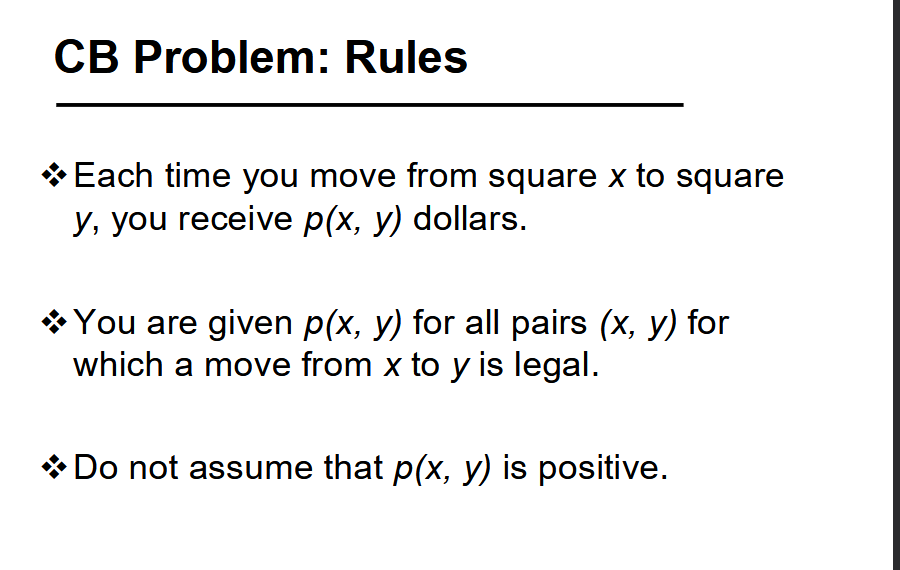 CB Problem: Rules
❖ Each time you move from square x to square
y, you receive p(x, y) dollars.
❖ You are given p(x, y) for all pairs (x, y) for
which a move from x to y is legal.
❖ Do not assume that p(x, y) is positive.